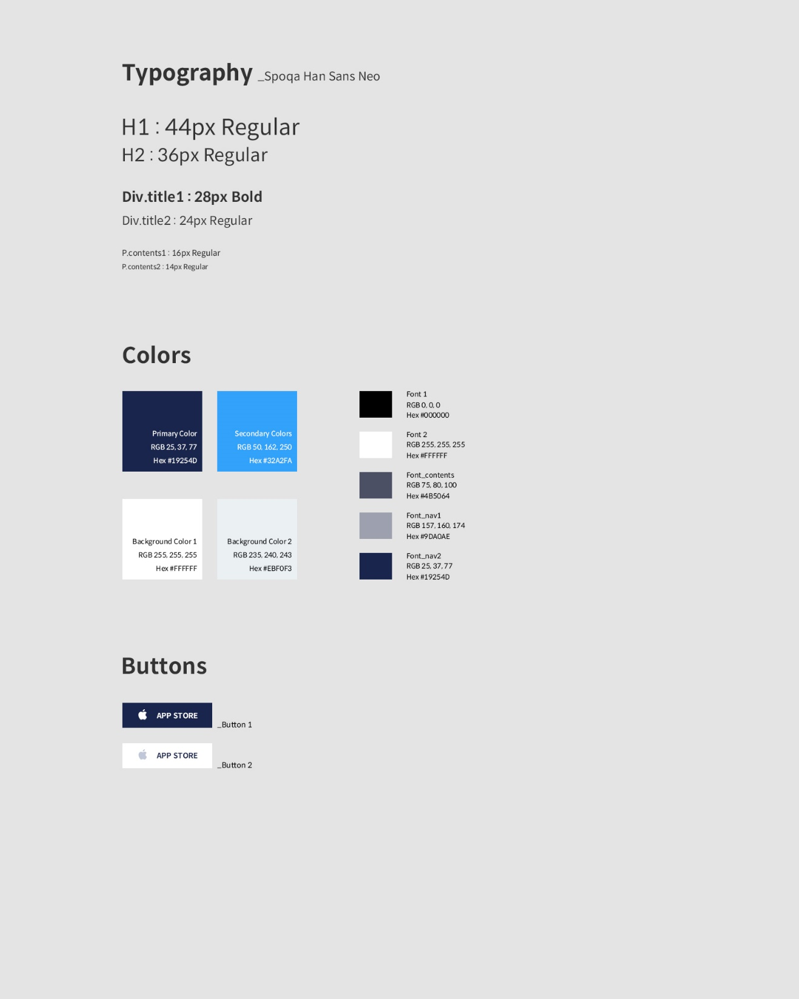 Typography _Spoqa Han Sans Neo
H1 : 44px Regular
H2 : 36px Regular
Div.title1 : 28px Bold
Div.title2 : 24px Regular
P.contents1 : 16px Regular
P.contents2 : 14px Regular
Colors
Primary Color
RGB 25, 37, 77
Hex #19254D
Secondary Colors
RGB 50, 162, 250
Hex #32A2FA
Background Color 1
RGB 255, 255, 255
Hex #FFFFFF
Background Color 2
RGB 235, 240, 243
Hex #EBF0F3
Font 1
RGB 0, 0, 0
Hex #000000
Font 2
RGB 255, 255, 255
Hex #FFFFFF
Font_contents
RGB 75, 80, 100
Hex #4B5064
Font_nav1
RGB 157, 160, 174
Hex #9DA0AE
Font_nav2
RGB 25, 37, 77
Hex #19254D
Buttons
APP STORE
_Button 1
APP STORE
_Button 2